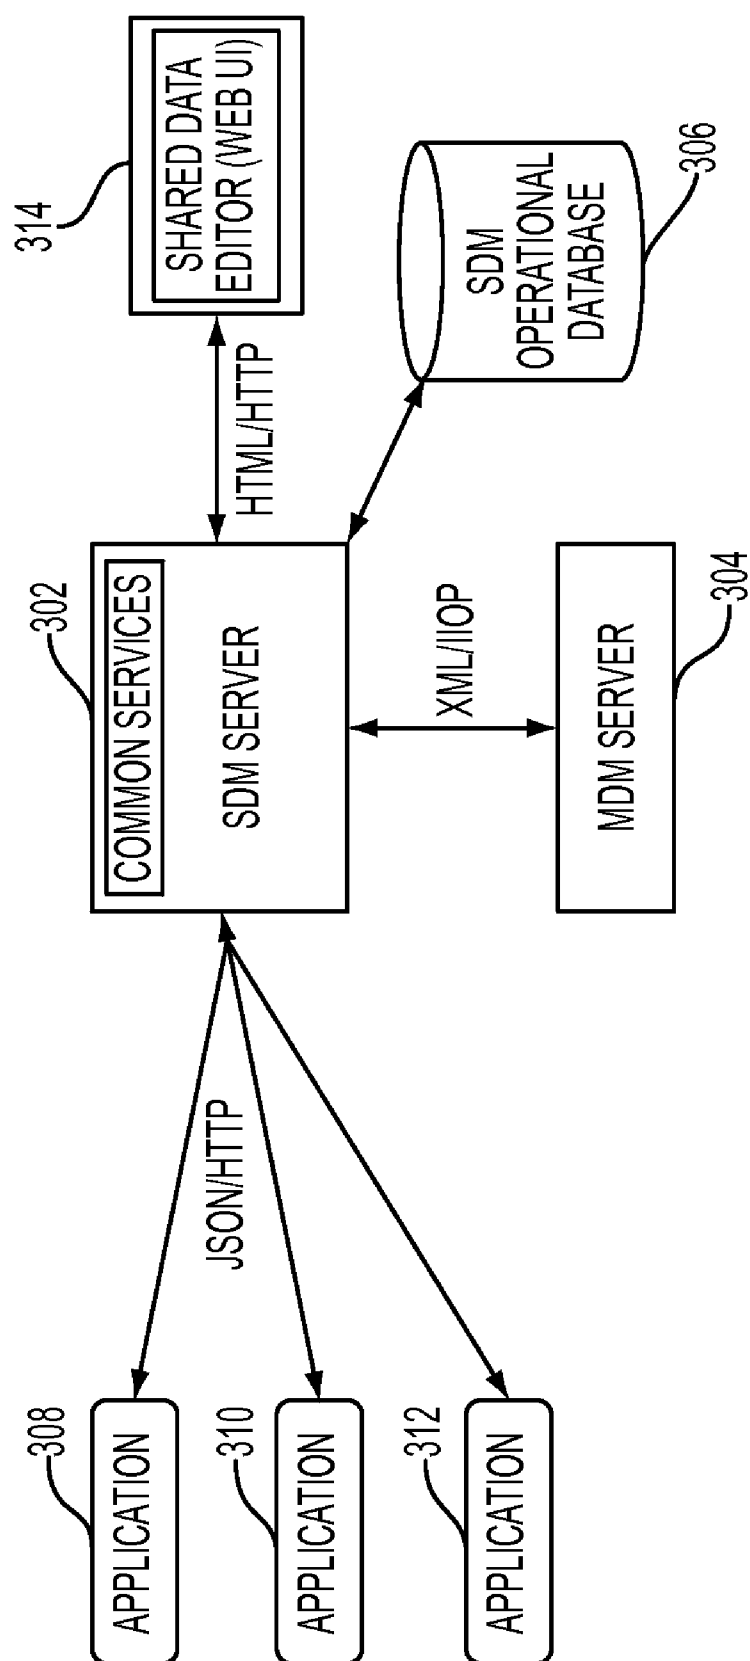 308
APPLICATION
310
APPLICATION
312
APPLICATION
JSON/HTTP
302
COMMON SERVICES
SDM SERVER
XML/IIOP
MDM SERVER
304
HTML/HTTP
314
SHARED DATA
EDITOR (WEB UI)
SDM
OPERATIONAL
DATABASE
306